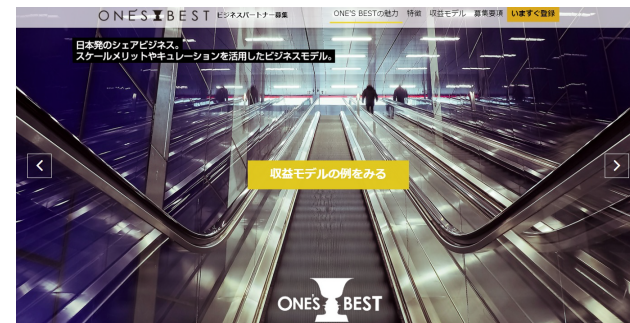 ONE'S BEST ビジネスパートナー募集
ONE'S BESTの魅力 特徴 収益モデル 募集要項 いますぐ登録
日本発のシェアビジネス。
スケールメリットやキュレーションを活用したビジネスモデル。
収益モデルの例をみる
ONE'S BEST